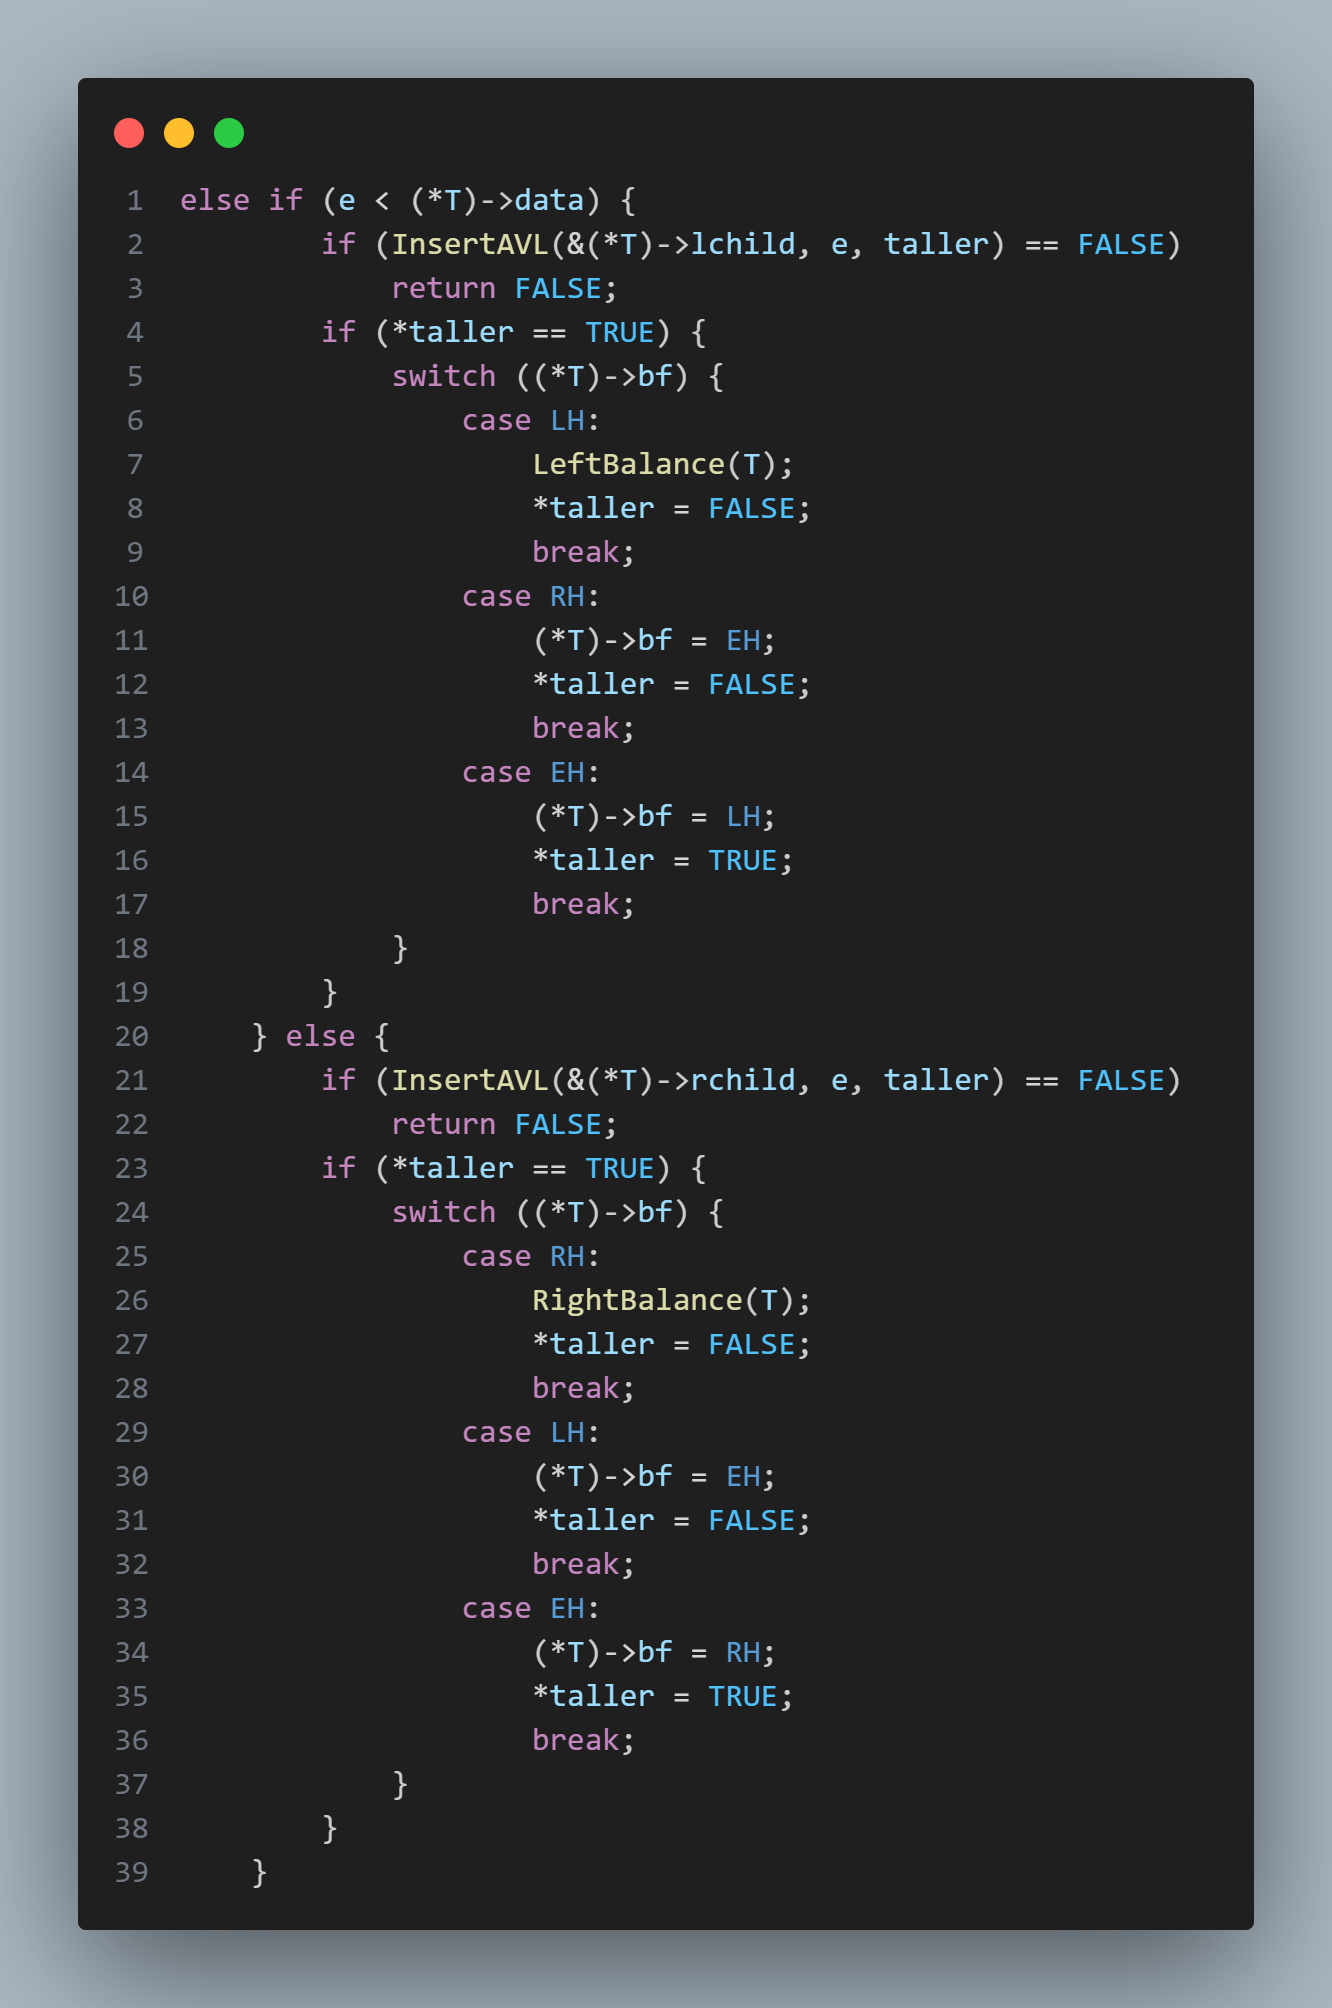 1 else if (e < (*T)->data) {
2         if (InsertAVL(&(*T)->lchild, e, taller) == FALSE)
3             return FALSE;
4         if (*taller == TRUE) {
5             switch ((*T)->bf) {
6                 case LH:
7                     LeftBalance(T);
8                     *taller = FALSE;
9                     break;
10                 case RH:
11                     (*T)->bf = EH;
12                     *taller = FALSE;
13                     break;
14                 case EH:
15                     (*T)->bf = LH;
16                     *taller = TRUE;
17                     break;
18             }
19         }
20     } else {
21         if (InsertAVL(&(*T)->rchild, e, taller) == FALSE)
22             return FALSE;
23         if (*taller == TRUE) {
24             switch ((*T)->bf) {
25                 case RH:
26                     RightBalance(T);
27                     *taller = FALSE;
28                     break;
29                 case LH:
30                     (*T)->bf = EH;
31                     *taller = FALSE;
32                     break;
33                 case EH:
34                     (*T)->bf = RH;
35                     *taller = TRUE;
36                     break;
37             }
38         }
39     }